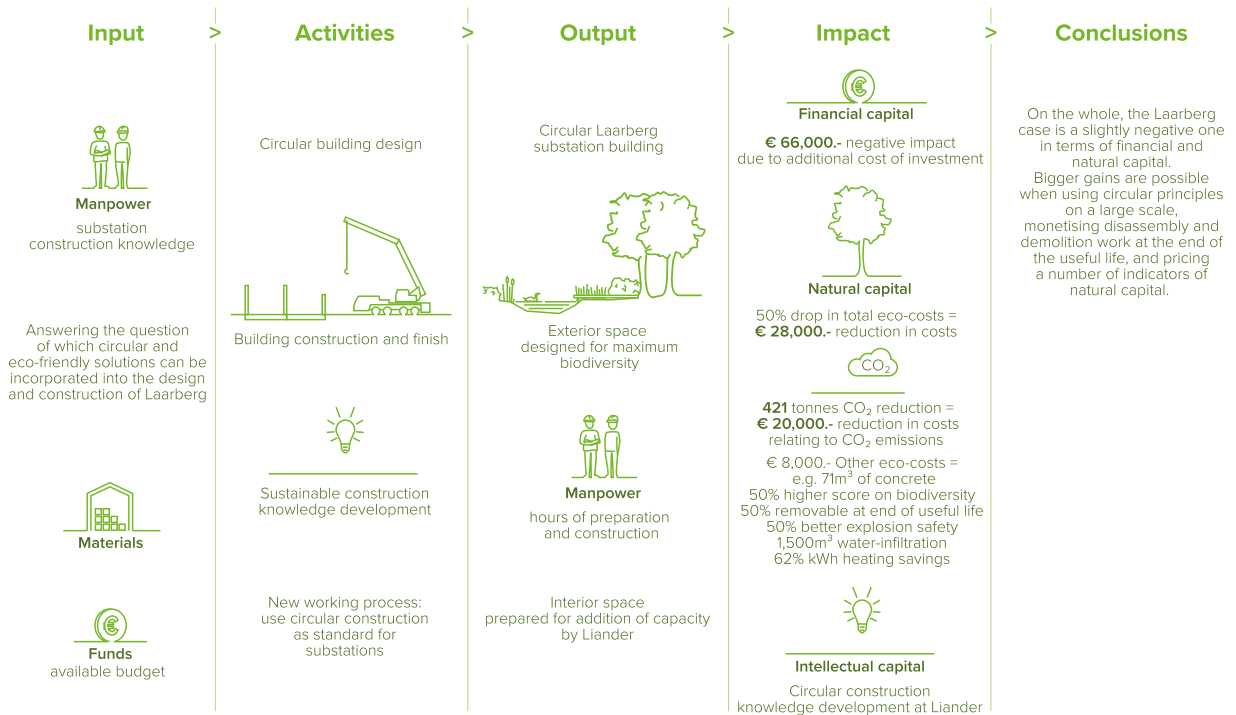 Input
>
Activities
>
Output
>
Impact
>
Conclusions
Manpower
substation
construction knowledge
Answering the question
of which circular and
eco-friendly solutions can be
incorporated into the design
and construction of Laarberg
Materials
€
Funds
available budget
Circular building design
Building construction and finish
Sustainable construction
knowledge development
New working process:
use circular construction
as standard for
substations
Circular Laarberg
substation building
Exterior space
designed for maximum
biodiversity
Manpower
hours of preparation
and construction
Interior space
prepared for addition of capacity
by Liander
€
Financial capital
€ 66,000.- negative impact
due to additional cost of investment
Natural capital
50% drop in total eco-costs =
€ 28,000.- reduction in costs
CO₂
421 tonnes CO₂ reduction =
€ 20,000.- reduction in costs
relating to CO₂ emissions
€ 8,000.- Other eco-costs =
e.g. 71m³ of concrete
50% higher score on biodiversity
50% removable at end of useful life
50% better explosion safety
1,500m³ water-infiltration
62% kWh heating savings
Intellectual capital
Circular construction
knowledge development at Liander
On the whole, the Laarberg
case is a slightly negative one
in terms of financial and
natural capital.
Bigger gains are possible
when using circular principles
on a large scale,
monetising disassembly and
demolition work at the end of
the useful life, and pricing
a number of indicators of
natural capital.